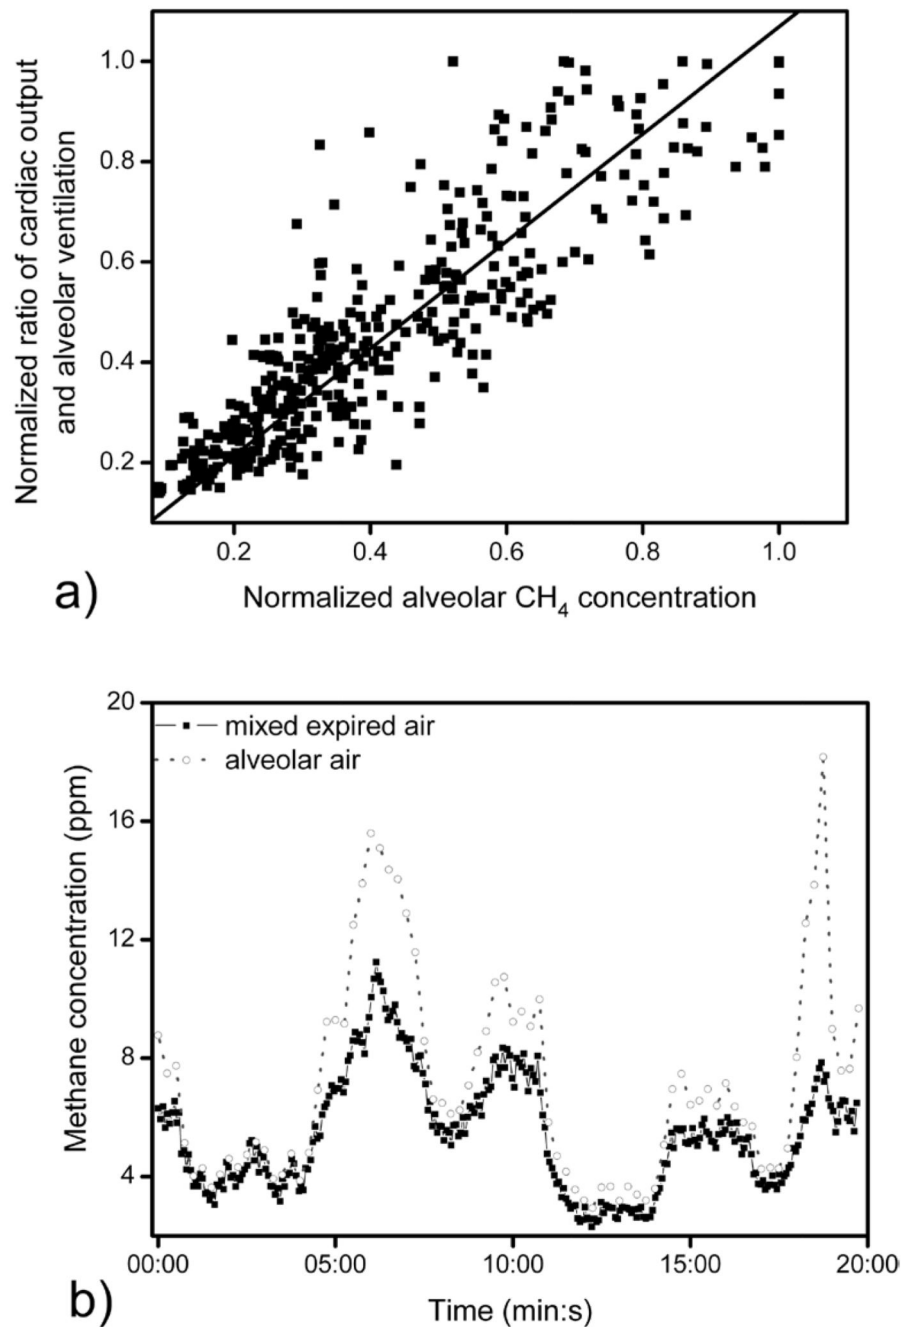 Normalized ratio of cardiac output
and alveolar ventilation
1.0
0.8
0.6
0.4
0.2
0.2 0.4 0.6 0.8 1.0
Normalized alveolar CH₄ concentration
a)
Methane concentration (ppm)
20
16
12
8
4
mixed expired air
alveolar air
00:00 05:00 10:00 15:00 20:00
Time (min:s)
b)